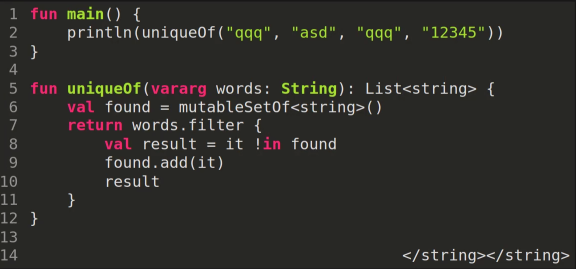 1 fun main() {
2     println(uniqueOf("qqq", "asd", "qqq", "12345"))
3 }
4
5 fun uniqueOf(vararg words: String): List<string> {
6     val found = mutableSetOf<string>()
7     return words.filter {
8         val result = it !in found
9         found.add(it)
10         result
11     }
12 }
13
14                                         </string></string>